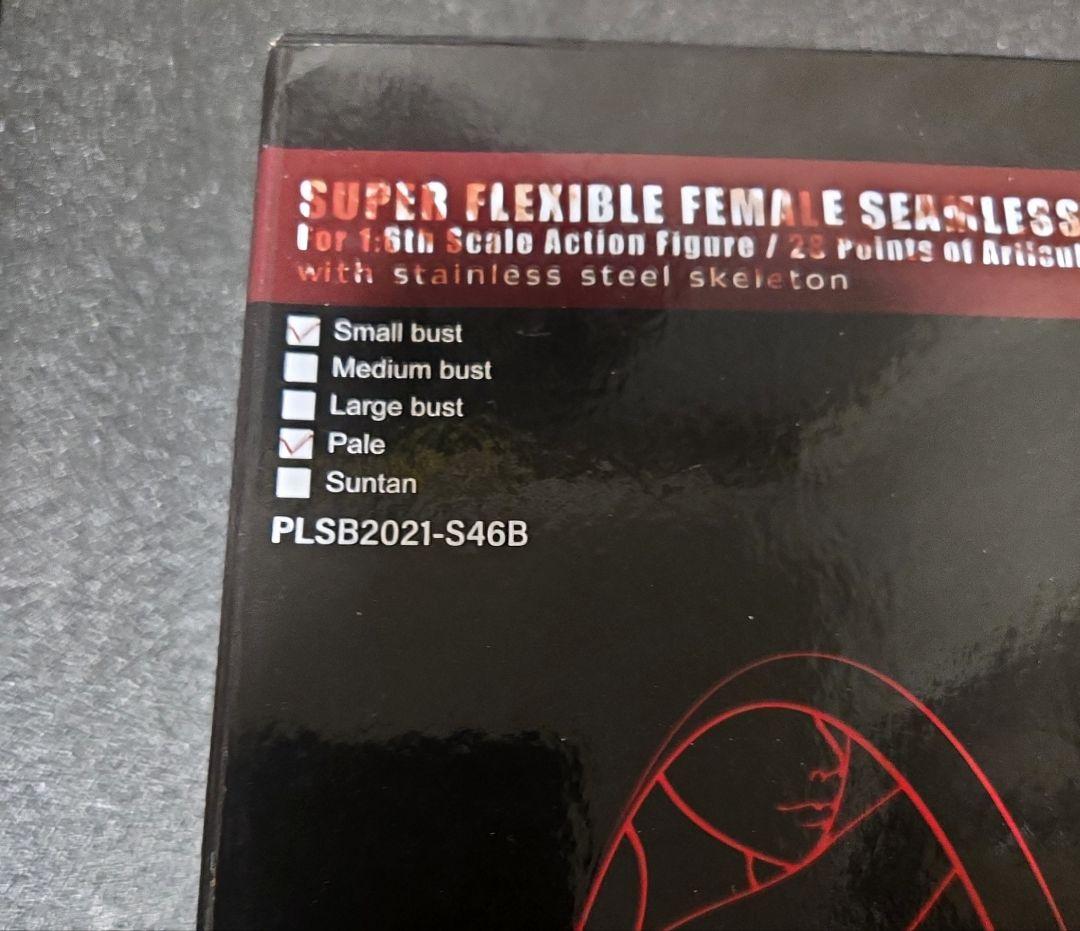 SUPER FLEXIBLE FEMALE SEAMLESS
For 1:6th Scale Action Figure / 28 Points of Articul
with stainless steel skeleton
Small bust
Medium bust
Large bust
Pale
Suntan
PLSB2021-S46B